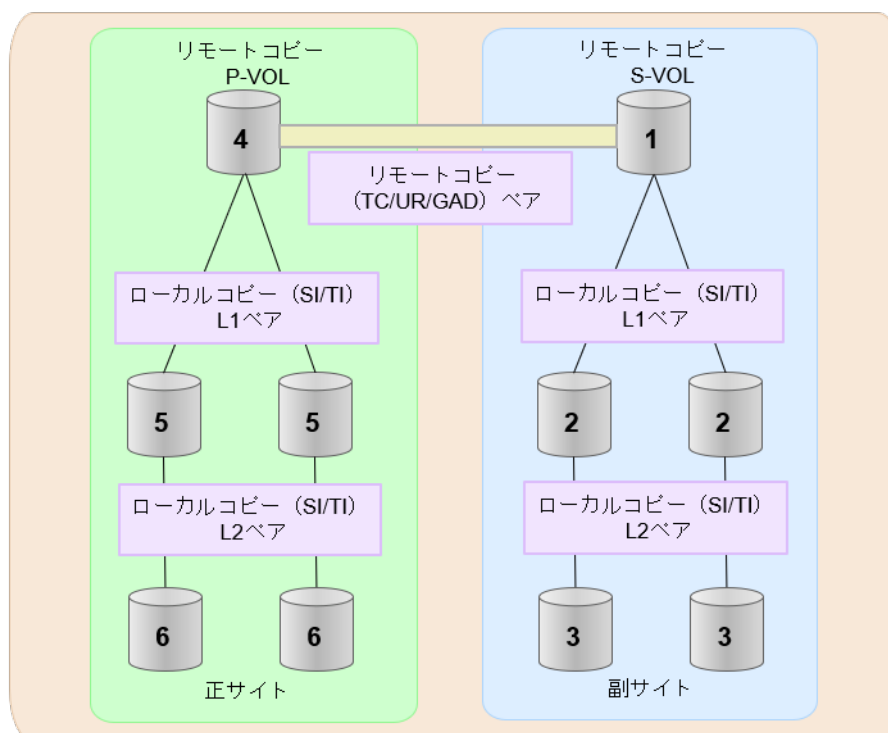 リモートコピー
P-VOL
リモートコピー
S-VOL
4
1
リモートコピー
（TC/UR/GAD）ペア
ローカルコピー（SI/TI）
L1ペア
ローカルコピー（SI/TI）
L1ペア
5
5
2
2
ローカルコピー（SI/TI）
L2ペア
ローカルコピー（SI/TI）
L2ペア
6
6
3
3
正サイト
副サイト